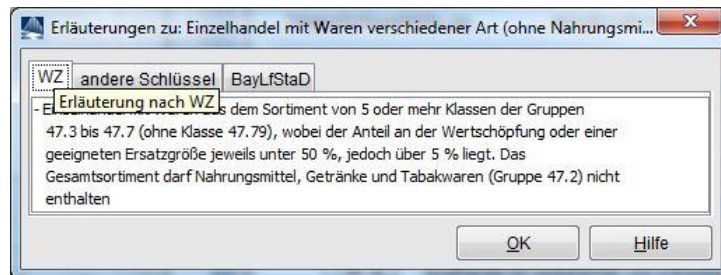 Erläuterungen zu: Einzelhandel mit Waren verschiedener Art (ohne Nahrungsmi...
WZ andere Schlüssel BayLfStaD
Erläuterung nach WZ
dem Sortiment von 5 oder mehr Klassen der Gruppen
47.3 bis 47.7 (ohne Klasse 47.79), wobei der Anteil an der Wertschöpfung oder einer
geeigneten Ersatzgröße jeweils unter 50 %, jedoch über 5 % liegt. Das
Gesamtsortiment darf Nahrungsmittel, Getränke und Tabakwaren (Gruppe 47.2) nicht
enthalten
OK Hilfe